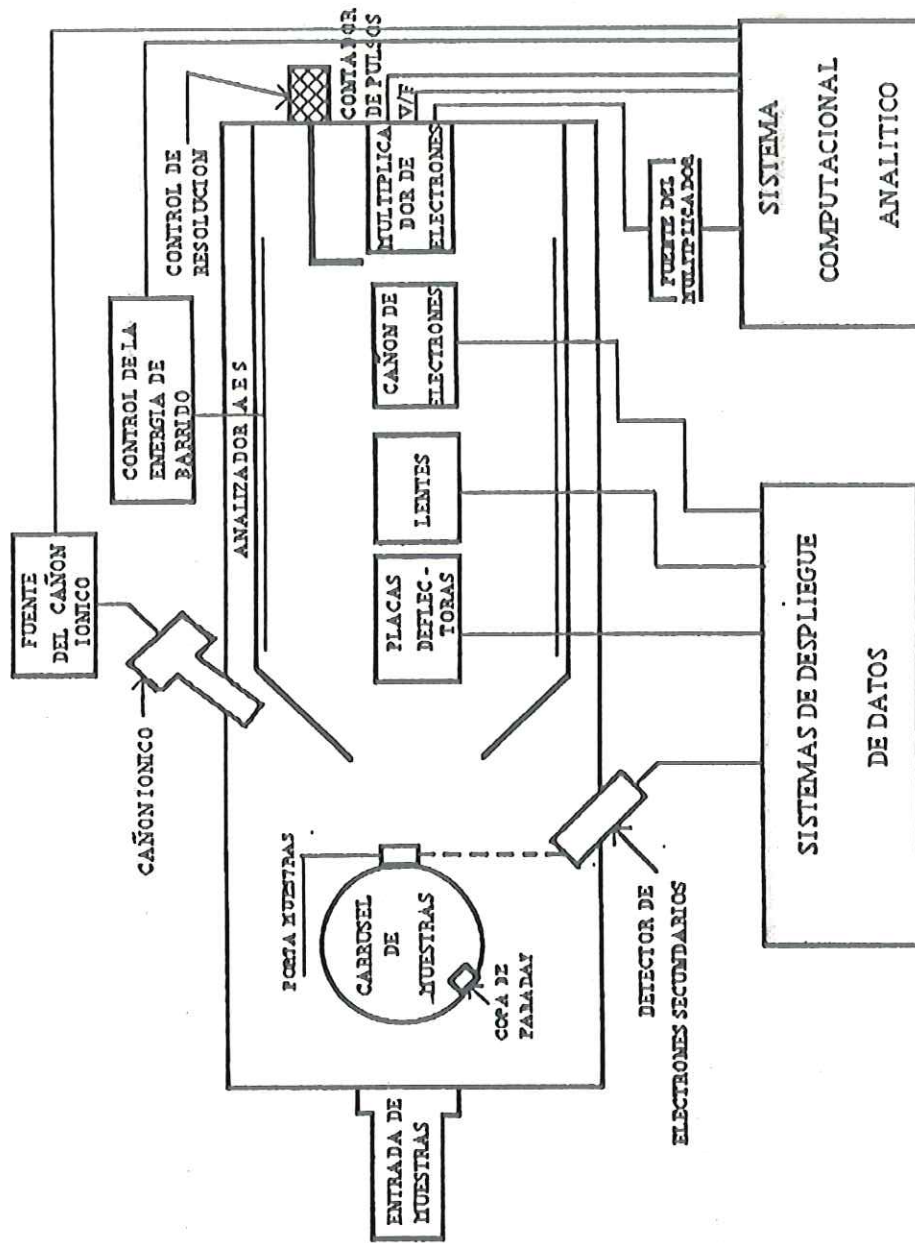 FUENTE
DEL CAÑON
IONICO
CAÑON IONICO
CONTROL DE LA
ENERGIA DE
BARRIDO
CONTROL DE
RESOLUCION
ANALIZADOR AES
CONTADOR
DE PULSOS
V/F
MULTIPLICA
DOR DE
ELECTRONES
CAÑON DE
ELECTRONES
LENTES
PLACAS
DEFLEC-
TORAS
PORTA MUESTRAS
CARRUSEL
DE
MUESTRAS
COPA DE
FARADAY
ENTRADA DE
MUESTRAS
DETECTOR DE
ELECTRONES SECUNDARIOS
FUENTE DEL
MULTIPLICADOR
SISTEMAS DE DESPLIEGUE
DE DATOS
SISTEMA
COMPUTACIONAL
ANALITICO